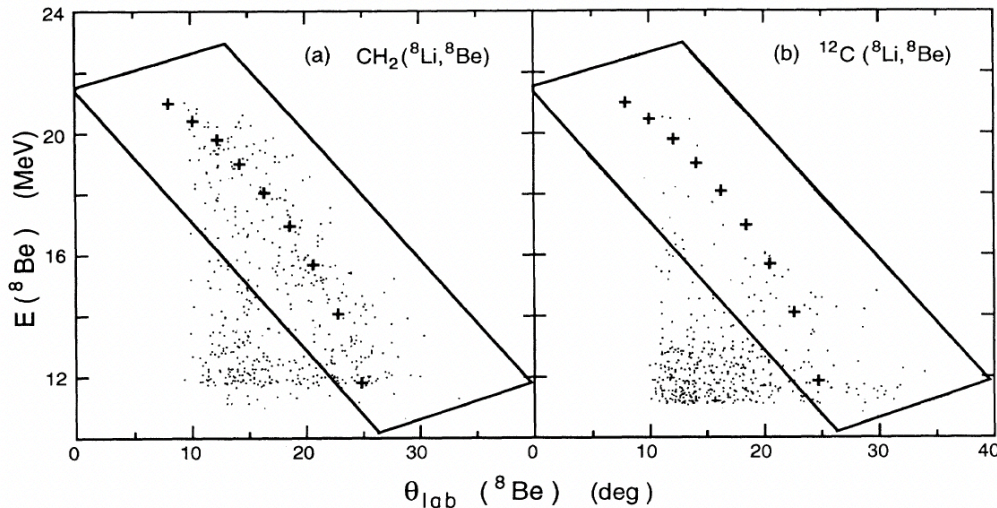 24
20
16
12
E (⁸Be) (MeV)
(a) CH₂(⁸Li,⁸Be)
(b) ¹²C (⁸Li,⁸Be)
0 10 20 30 0 10 20 30 40
θlab (⁸Be) (deg)